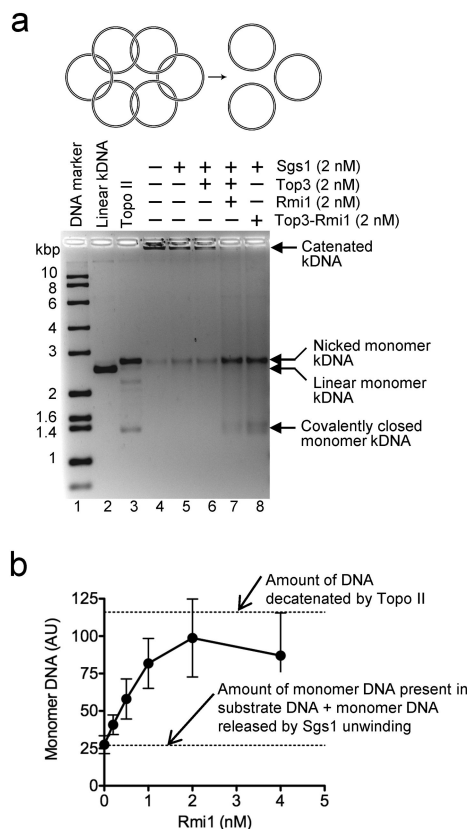 a
DNA marker
Linear kDNA
Topo II
– + + + + Sgs1 (2 nM)
– – + + Top3 (2 nM)
– – – + Rmi1 (2 nM)
+ Top3-Rmi1 (2 nM)
kbp
10
8
6
4
3
2
1.6
1.4
1
Catenated
kDNA
Nicked monomer
kDNA
Linear monomer
kDNA
Covalently closed
monomer kDNA
1 2 3 4 5 6 7 8
b
Monomer DNA (AU)
125
100
75
50
25
0
Amount of DNA
decatenated by Topo II
Amount of monomer DNA present in
substrate DNA + monomer DNA
released by Sgs1 unwinding
0 1 2 3 4 5
Rmi1 (nM)